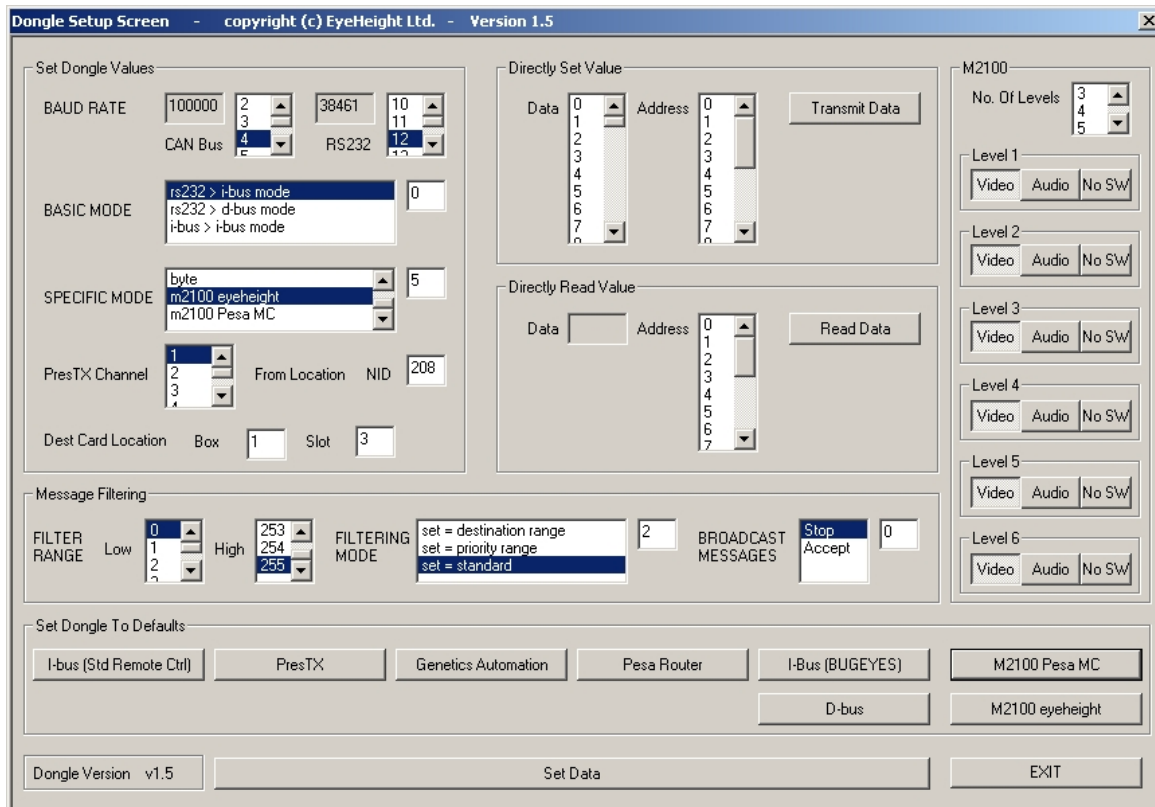 Dongle Setup Screen - copyright (c) EyeHeight Ltd. - Version 1.5
Set Dongle Values
BAUD RATE 100000 2 3 4 5 38461 10 11 12
CAN Bus RS232
BASIC MODE
rs232 > i-bus mode
rs232 > d-bus mode
i-bus > i-bus mode
0
SPECIFIC MODE
byte
m2100 eyeheight
m2100 Pesa MC
5
PresTX Channel
1
2
3
From Location NID 208
Dest Card Location Box 1 Slot 3
Directly Set Value
Data
0
1
2
3
4
5
6
7
Address
0
1
2
3
4
5
6
7
Transmit Data
Directly Read Value
Data Address
0
1
2
3
4
5
6
7
Read Data
M2100
No. Of Levels
3
4
5
Level 1
Video Audio No SW
Level 2
Video Audio No SW
Level 3
Video Audio No SW
Level 4
Video Audio No SW
Level 5
Video Audio No SW
Level 6
Video Audio No SW
Message Filtering
FILTER RANGE
Low
0
1
2
High
253
254
255
FILTERING MODE
set = destination range
set = priority range
set = standard
2
BROADCAST MESSAGES
Stop
Accept
0
Set Dongle To Defaults
I-bus (Std Remote Ctrl) PresTX Genetics Automation Pesa Router I-Bus (BUGEYES) M2100 Pesa MC
D-bus M2100 eyeheight
Dongle Version v1.5 Set Data EXIT